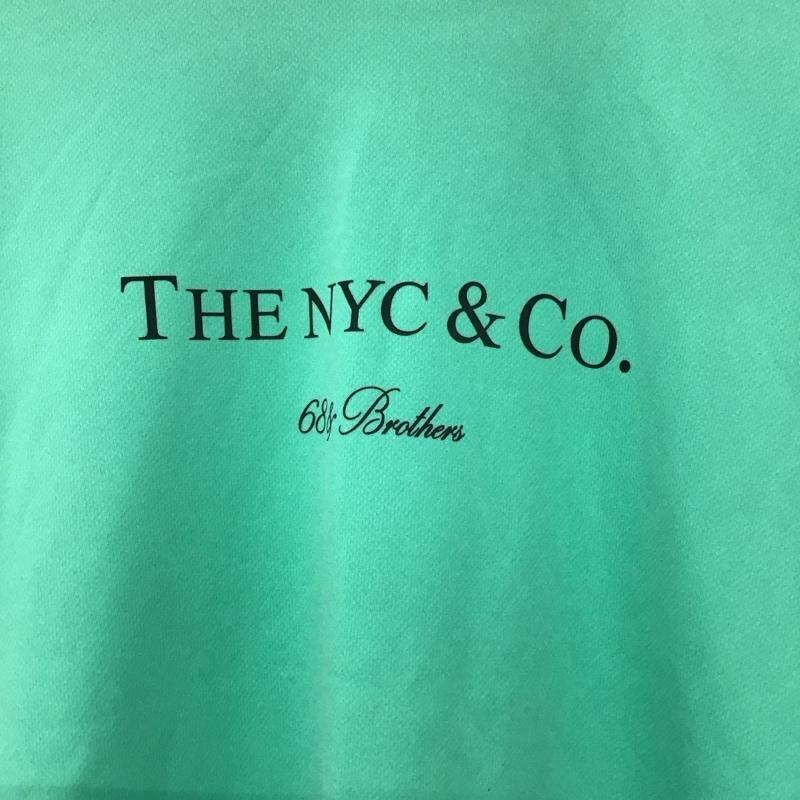 THE NYC & CO.
68& Brothers